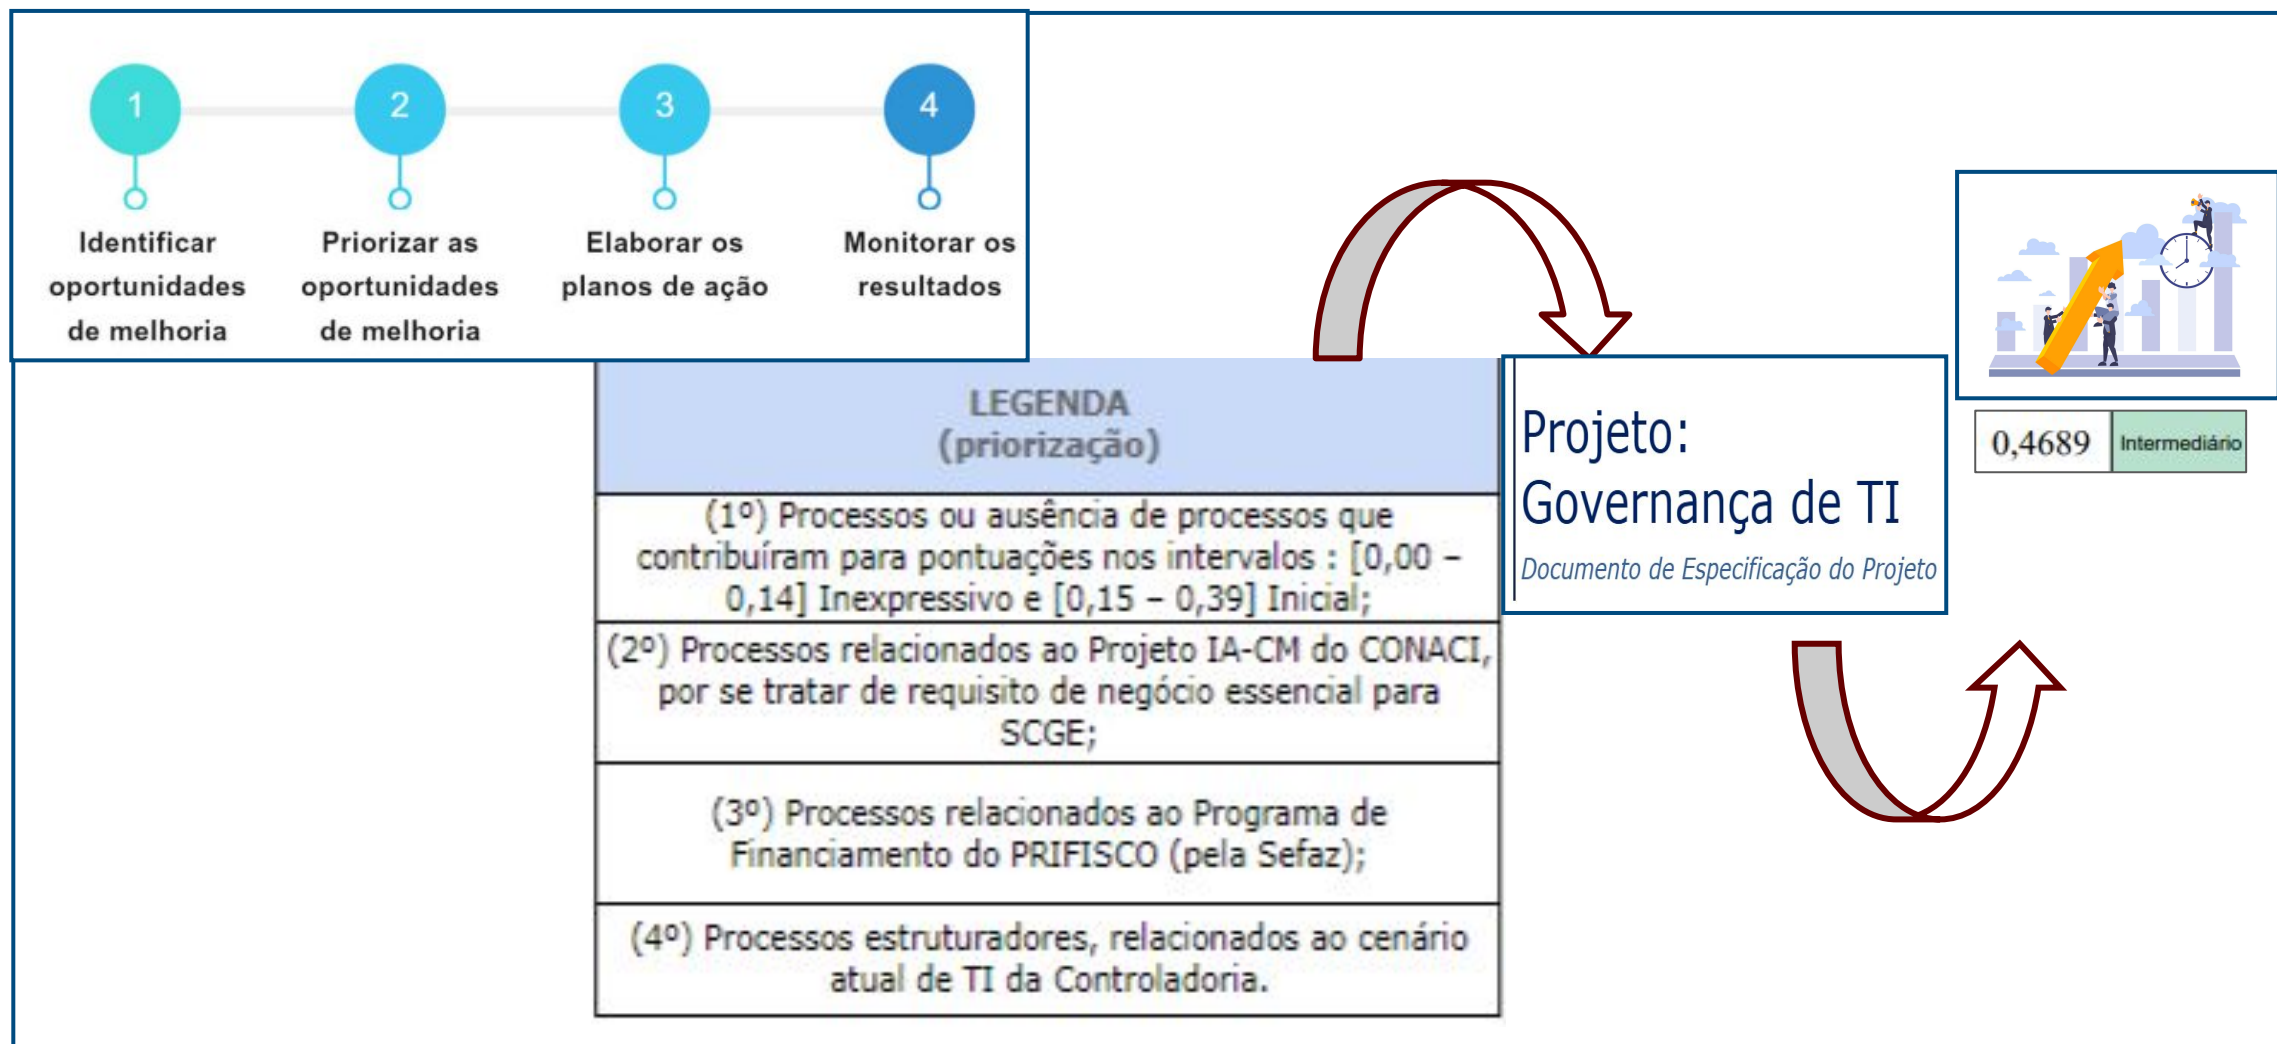 1
2
3
4
Identificar
oportunidades
de melhoria
Priorizar as
oportunidades
de melhoria
Elaborar os
planos de ação
Monitorar os
resultados
LEGENDA
(priorização)
(1º) Processos ou ausência de processos que
contribuíram para pontuações nos intervalos : [0,00 –
0,14] Inexpressivo e [0,15 – 0,39] Inicial;
(2º) Processos relacionados ao Projeto IA-CM do CONACI,
por se tratar de requisito de negócio essencial para
SCGE;
(3º) Processos relacionados ao Programa de
Financiamento do PRIFISCO (pela Sefaz);
(4º) Processos estruturadores, relacionados ao cenário
atual de TI da Controladoria.
Projeto:
Governança de TI
Documento de Especificação do Projeto
0,4689 Intermediário